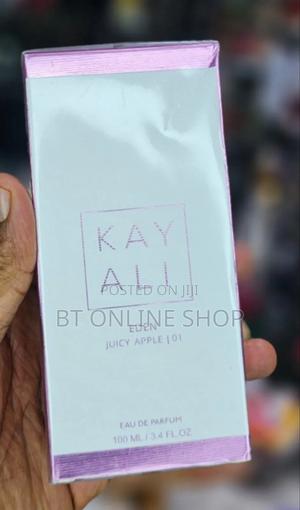 KAY
ALI
POSTED ON JIJI
BT ONLINE SHOP
EDEN
JUICY APPLE | 01
EAU DE PARFUM
100 ML / 3.4 FL.OZ